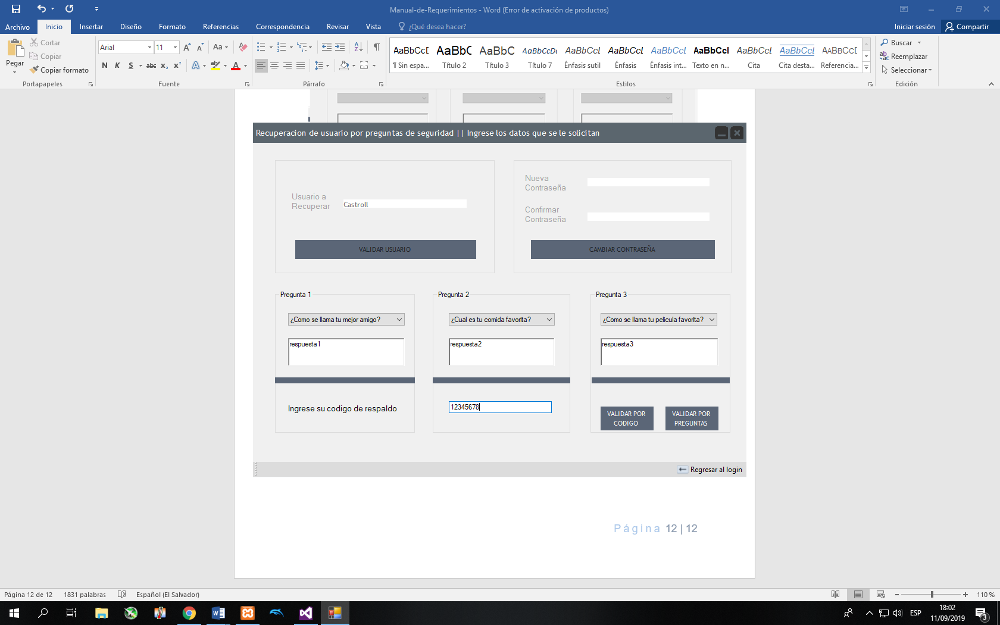 Manual-de-Requerimientos - Word (Error de activación de productos)
Archivo Inicio Insertar Diseño Formato Referencias Correspondencia Revisar Vista ¿Qué desea hacer? Iniciar sesión Compartir
Pegar
Cortar
Copiar
Copiar formato
Portapapeles
Arial 11 Aa
N K S abc x₂ x² A ab A
Fuente
Párrafo
AaBbCcD AaBbC AaBbC AaBbCcDc AaBbCcI AaBbCcI AaBbCcI AaBbCcI AaBbCcI AaBbCcI AABBCCD
¶ Sin espa... Título 2 Título 3 Título 7 Énfasis sutil Énfasis Énfasis int... Texto en n... Cita Cita desta... Referencia...
Estilos
Buscar
Reemplazar
Seleccionar
Edición
Recuperacion de usuario por preguntas de seguridad || Ingrese los datos que se le solicitan
Usuario a
Recuperar
Castroll
VALIDAR USUARIO
Nueva
Contraseña
Confirmar
Contraseña
CAMBIAR CONTRASEÑA
Pregunta 1
¿Como se llama tu mejor amigo?
respuesta1
Pregunta 2
¿Cual es tu comida favorita?
respuesta2
Pregunta 3
¿Como se llama tu pelicula favorita?
respuesta3
Ingrese su codigo de respaldo
12345678
VALIDAR POR
CODIGO
VALIDAR POR
PREGUNTAS
Regresar al login
Página 12 | 12
Página 12 de 12 1831 palabras Español (El Salvador) 110 %
ESP
18:02
11/09/2019
3